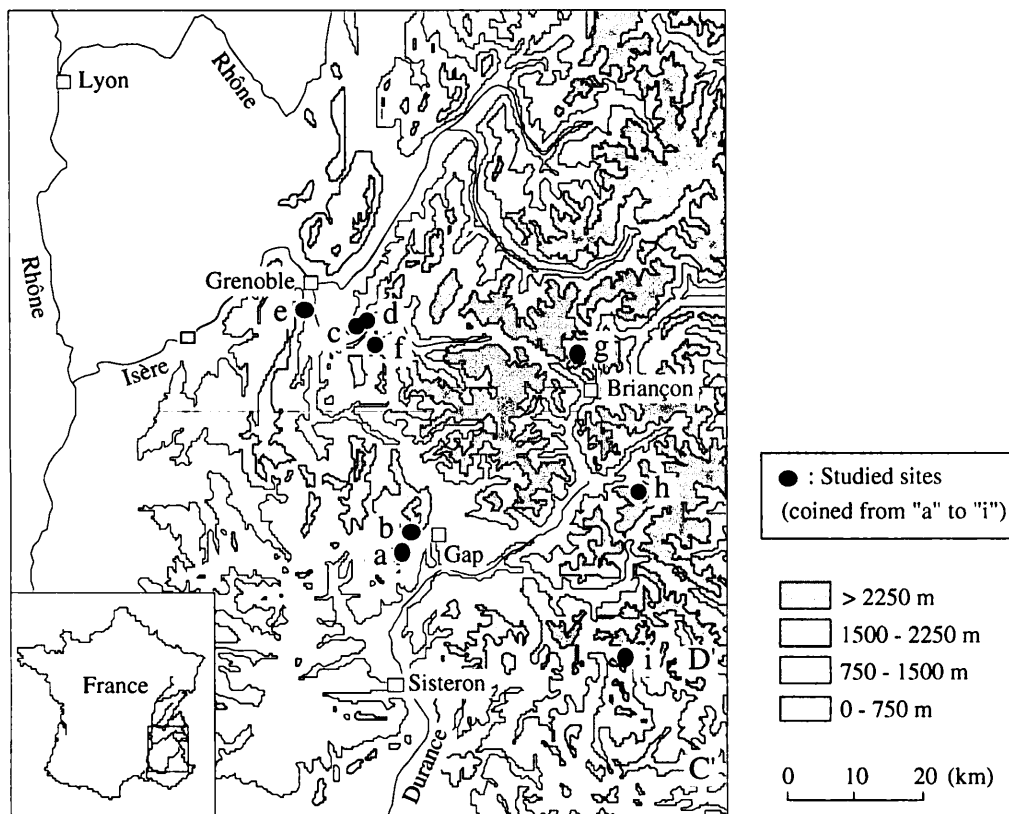 Lyon
Rhône
Rhône
Grenoble
e
d
c
f
g
Isère
Briançon
h
b
a
Gap
i
D'
Sisteron
France
Durance
C'
● : Studied sites
(coined from "a" to "i")
> 2250 m
1500 - 2250 m
750 - 1500 m
0 - 750 m
0 10 20 (km)